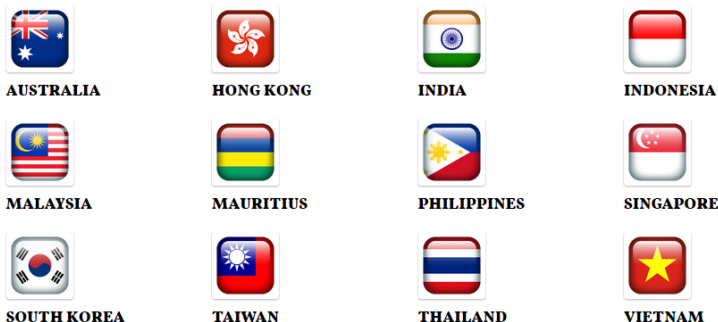 AUSTRALIA HONG KONG INDIA INDONESIA
MALAYSIA MAURITIUS PHILIPPINES SINGAPORE
SOUTH KOREA TAIWAN THAILAND VIETNAM